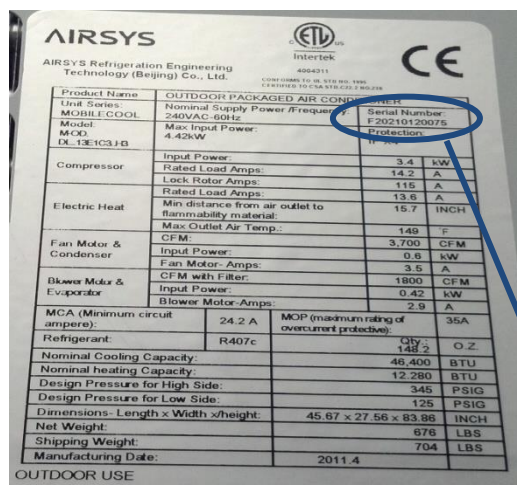 AIRSYS
ETL
C US
Intertek
4004311
CE
AIRSYS Refrigeration Engineering
Technology (Beijing) Co., Ltd.
CONFORMS TO UL STD NO. 1995
CERTIFIED TO CSA STD.C22.2 NO.236
Product Name OUTDOOR PACKAGED AIR CONDITIONER
Unit Series: MOBILECOOL Nominal Supply Power /Frequency: 240VAC-60Hz Serial Number: F20210120075
Model: MOD. DL.13E1C3.HB Max Input Power: 4.42kW Protection:
Compressor Input Power: 3.4 kW
Rated Load Amps: 14.2 A
Lock Rotor Amps: 115 A
Electric Heat Rated Load Amps: 13.6 A
Min distance from air outlet to flammability material: 15.7 INCH
Max Outlet Air Temp.: 149 °F
Fan Motor & Condenser CFM: 3,700 CFM
Input Power: 0.6 kW
Fan Motor- Amps: 3.5 A
Blower Motor & Evaporator CFM with Filter: 1800 CFM
Input Power: 0.42 kW
Blower Motor-Amps: 2.9 A
MCA (Minimum circuit ampere): 24.2 A MOP (maximum rating of overcurrent protective): 35A
Refrigerant: R407c Qty.: 148.2 O.Z.
Nominal Cooling Capacity: 46,400 BTU
Nominal heating Capacity: 12.280 BTU
Design Pressure for High Side: 345 PSIG
Design Pressure for Low Side: 125 PSIG
Dimensions- Length x Width x/height: 45.67 x 27.56 x 83.86 INCH
Net Weight: 676 LBS
Shipping Weight: 704 LBS
Manufacturing Date: 2011.4
OUTDOOR USE